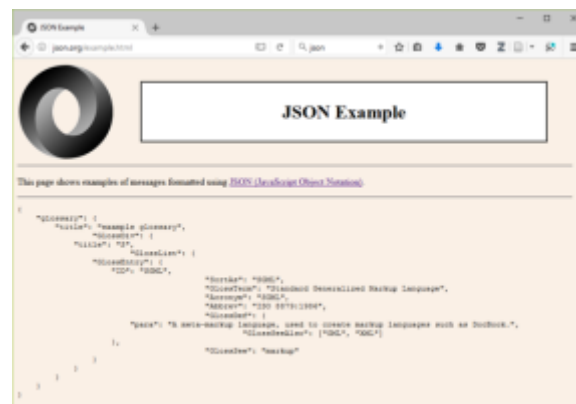 JSON Example
json.org/example.html
json
JSON Example
This page shows examples of messages formatted using JSON (JavaScript Object Notation).
{
"glossary": {
"title": "example glossary",
"GlossDiv": {
"title": "S",
"GlossList": {
"GlossEntry": {
"ID": "SGML",
"SortAs": "SGML",
"GlossTerm": "Standard Generalized Markup Language",
"Acronym": "SGML",
"Abbrev": "ISO 8879:1986",
"GlossDef": {
"para": "A meta-markup language, used to create markup languages such as DocBook.",
"GlossSeeAlso": ["GML", "XML"]
},
"GlossSee": "markup"
}
}
}
}
}